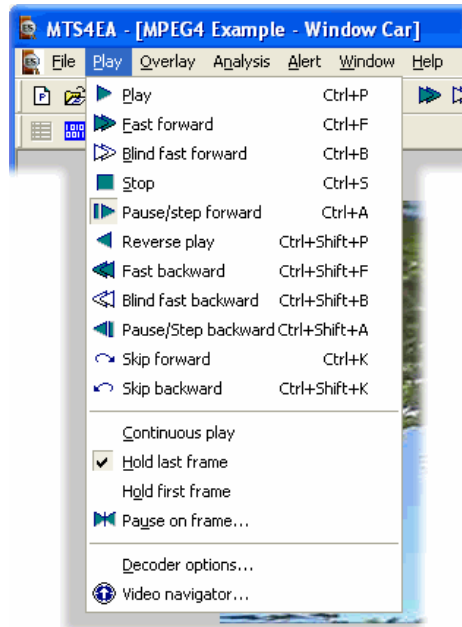 MTS4EA - [MPEG4 Example - Window Car]
File Play Overlay Analysis Alert Window Help
Play Ctrl+P
Fast forward Ctrl+F
Blind fast forward Ctrl+B
Stop Ctrl+S
Pause/step forward Ctrl+A
Reverse play Ctrl+Shift+P
Fast backward Ctrl+Shift+F
Blind fast backward Ctrl+Shift+B
Pause/Step backward Ctrl+Shift+A
Skip forward Ctrl+K
Skip backward Ctrl+Shift+K
Continuous play
Hold last frame
Hold first frame
Pause on frame...
Decoder options...
Video navigator...